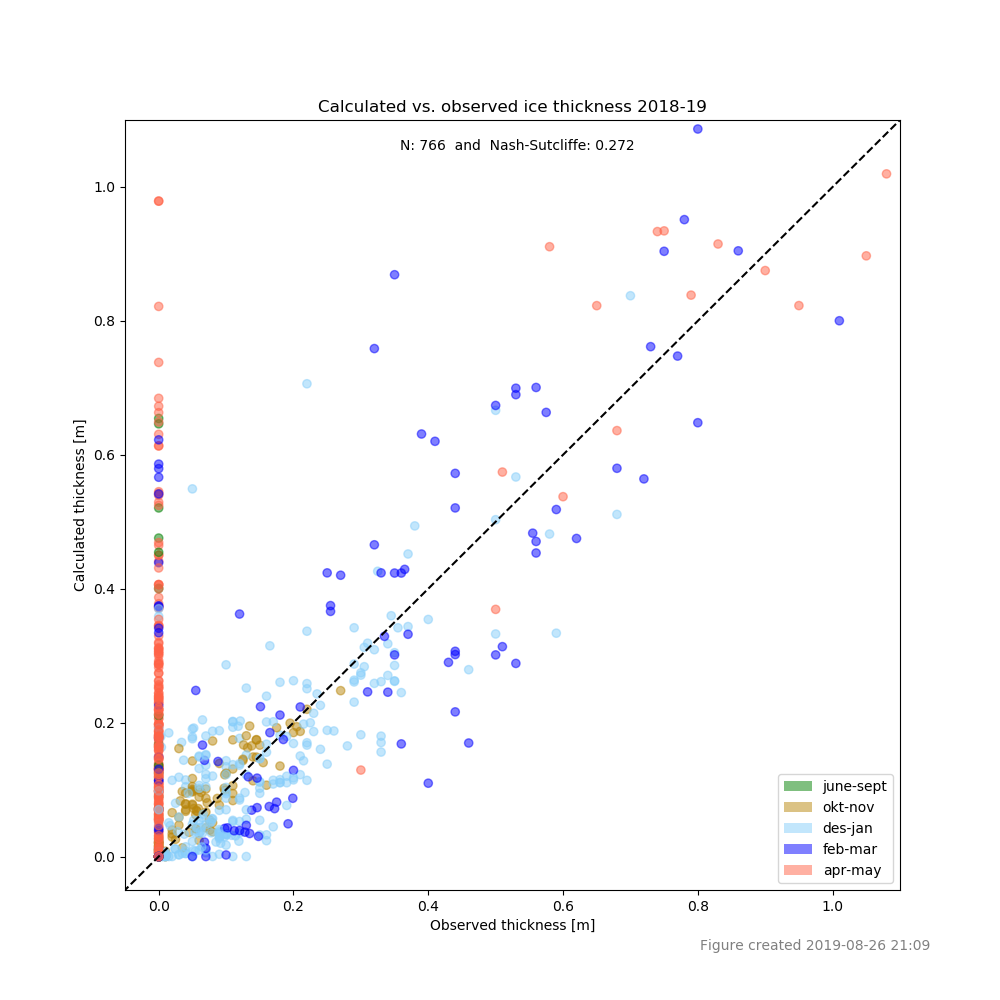 Calculated vs. observed ice thickness 2018-19
N: 766 and Nash-Sutcliffe: 0.272
1.0
0.8
0.6
0.4
0.2
0.0
Calculated thickness [m]
june-sept
okt-nov
des-jan
feb-mar
apr-may
0.0 0.2 0.4 0.6 0.8 1.0
Observed thickness [m]
Figure created 2019-08-26 21:09